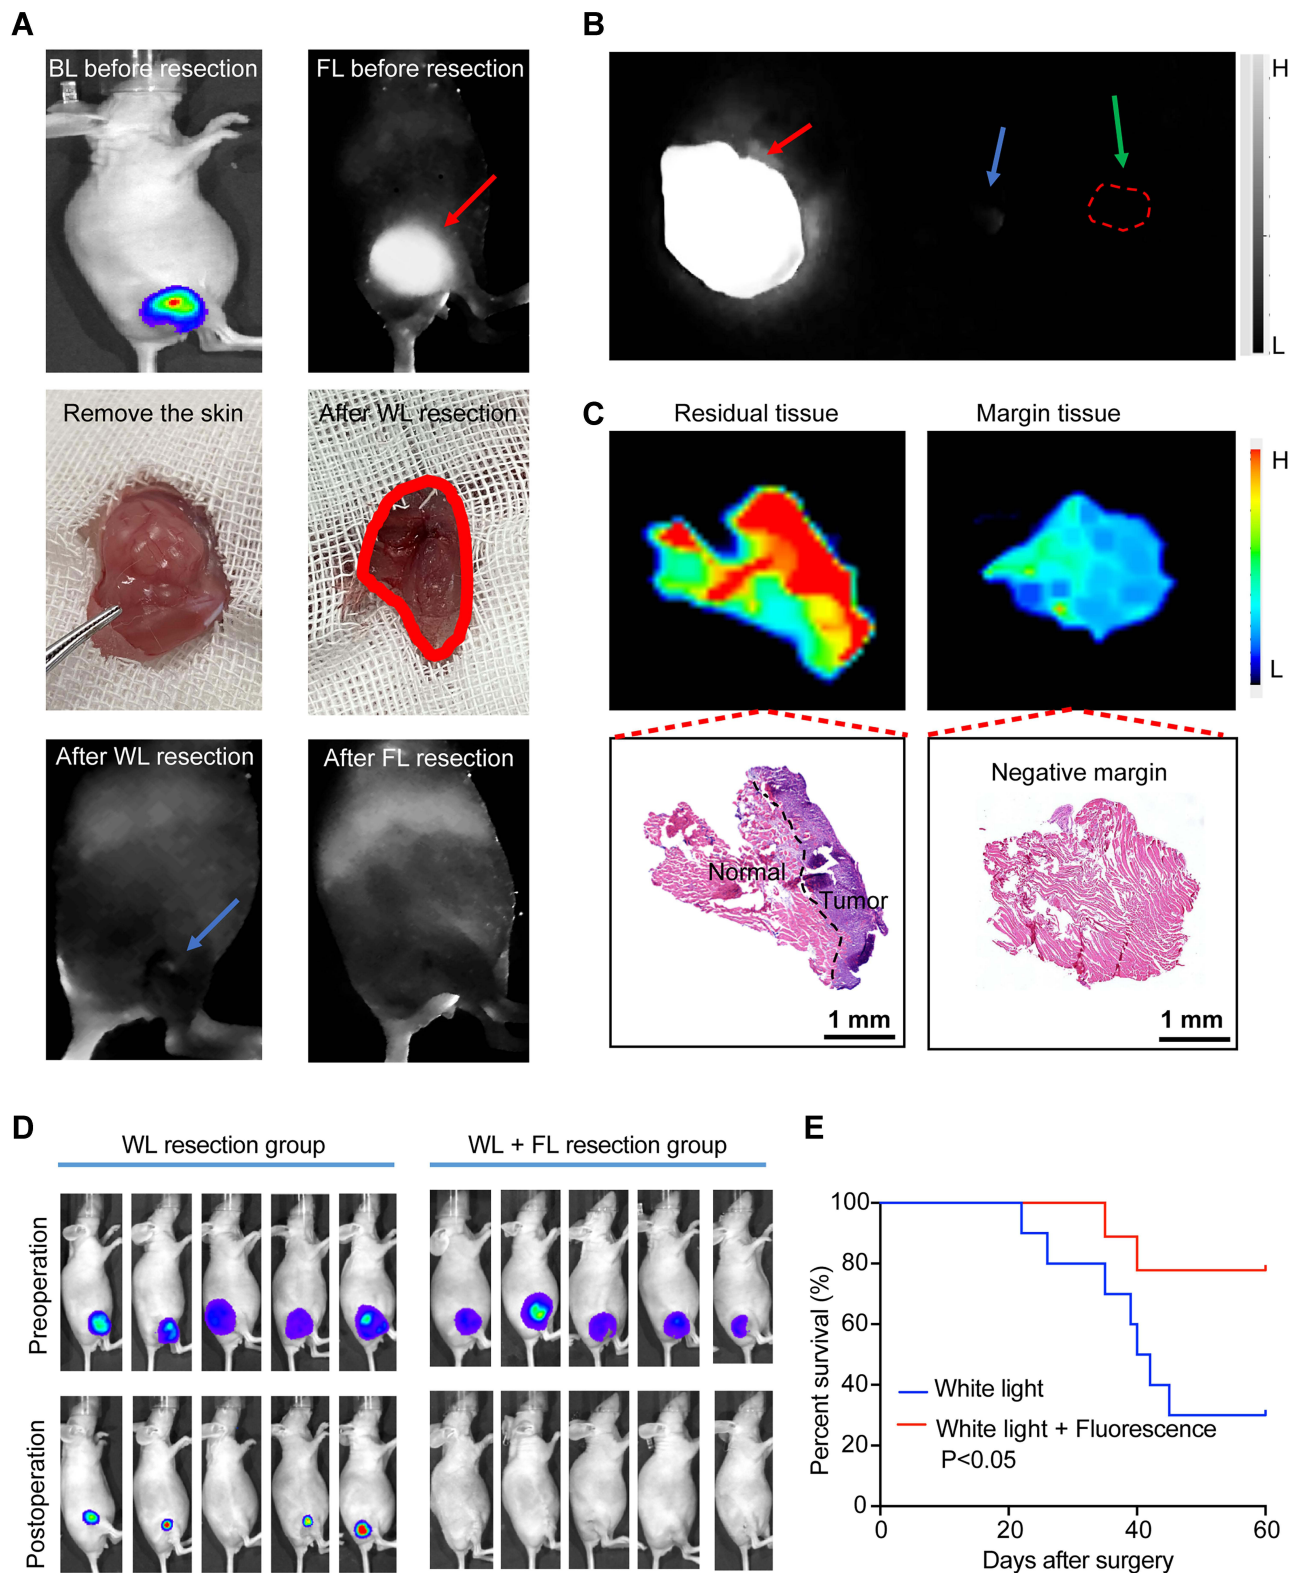 A
BL before resection
FL before resection
Remove the skin
After WL resection
After WL resection
After FL resection
B
H
L
C
Residual tissue
Margin tissue
H
L
Normal
Tumor
1 mm
Negative margin
1 mm
D
WL resection group
WL + FL resection group
Preoperation
Postoperation
E
Percent survival (%)
100
80
60
40
20
0
White light
White light + Fluorescence
P<0.05
0
20
40
60
Days after surgery